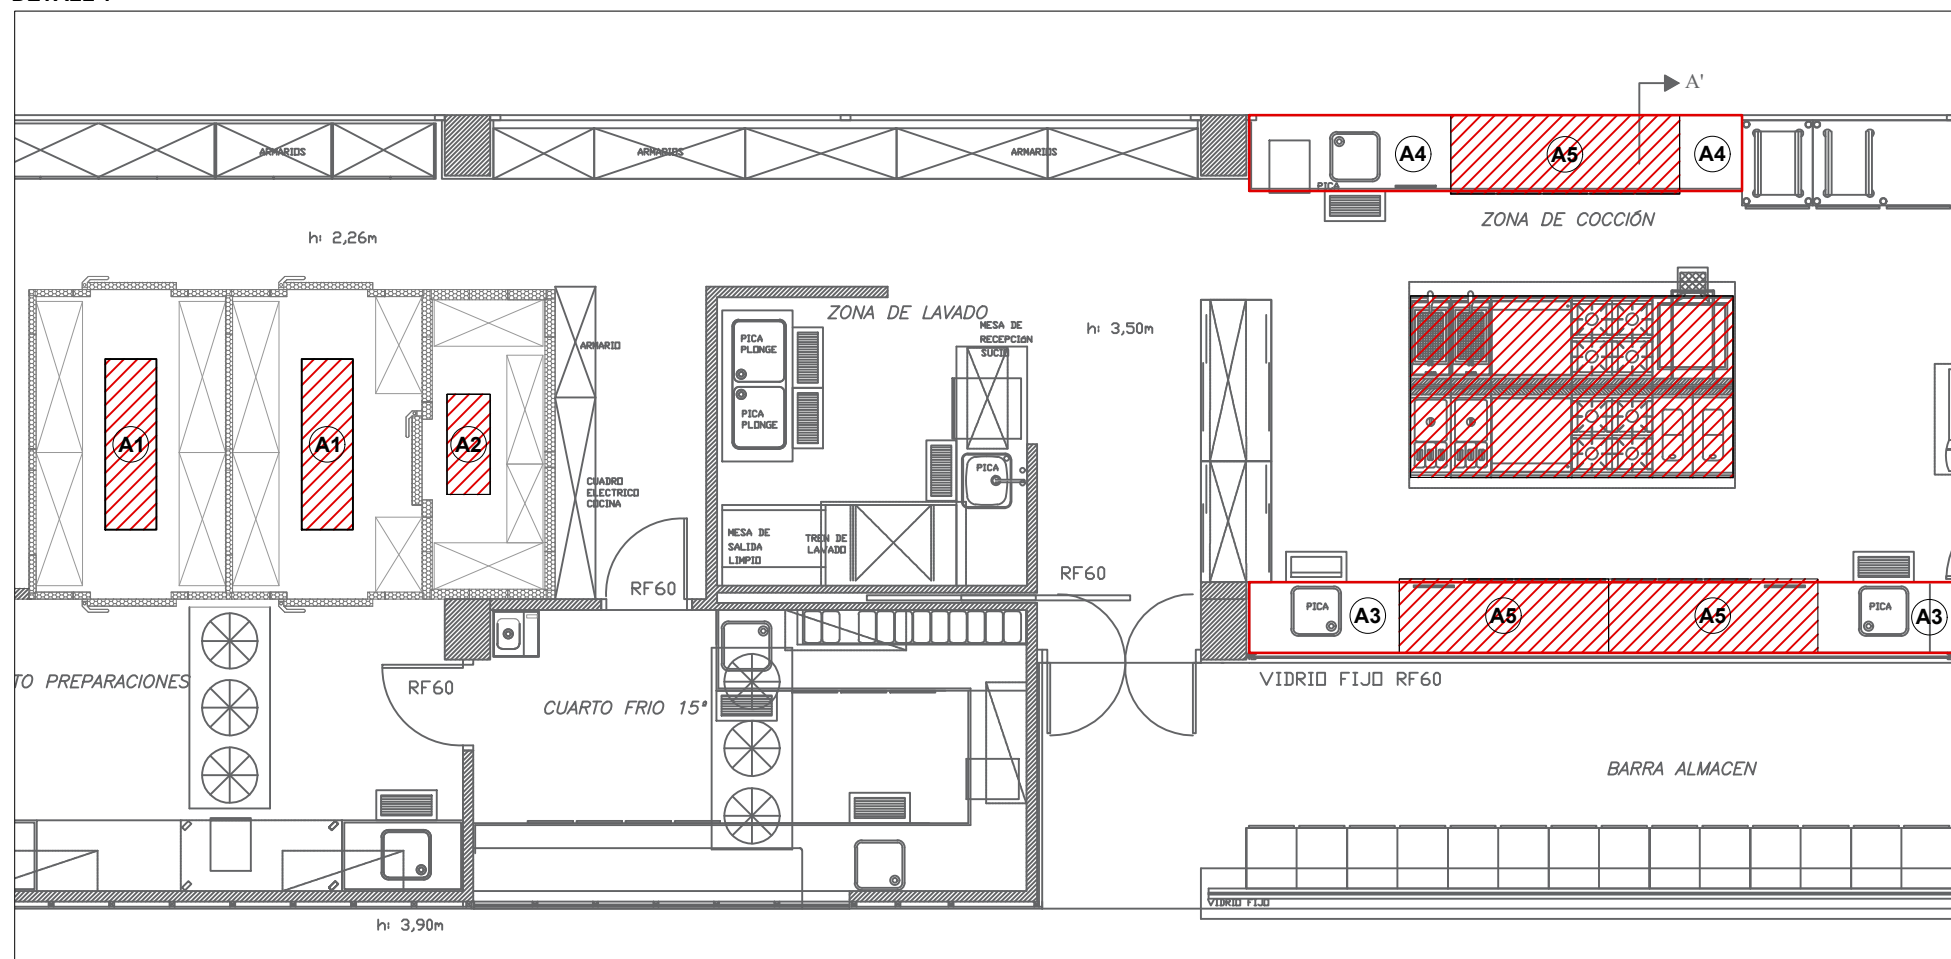 A'
ARMARIOS
ARMARIOS
ARMARIOS
A4
A5
A4
PICA
ZONA DE COCCIÓN
h: 2,26m
ZONA DE LAVADO
h: 3,50m
MESA DE
RECEPCIóN
SUCIO
ARMARIO
PICA
PLONGE
PICA
PLONGE
A1
A1
A2
PICA
CUADRO
ELECTRICO
COCINA
MESA DE
SALIDA
LIMPIO
TREN DE
LAVADO
RF60
RF60
PICA
A3
A5
A5
PICA
A3
TO PREPARACIONES
RF60
CUARTO FRIO 15ª
VIDRIO FIJO RF60
BARRA ALMACEN
VIDRIO FIJO
h: 3,90m